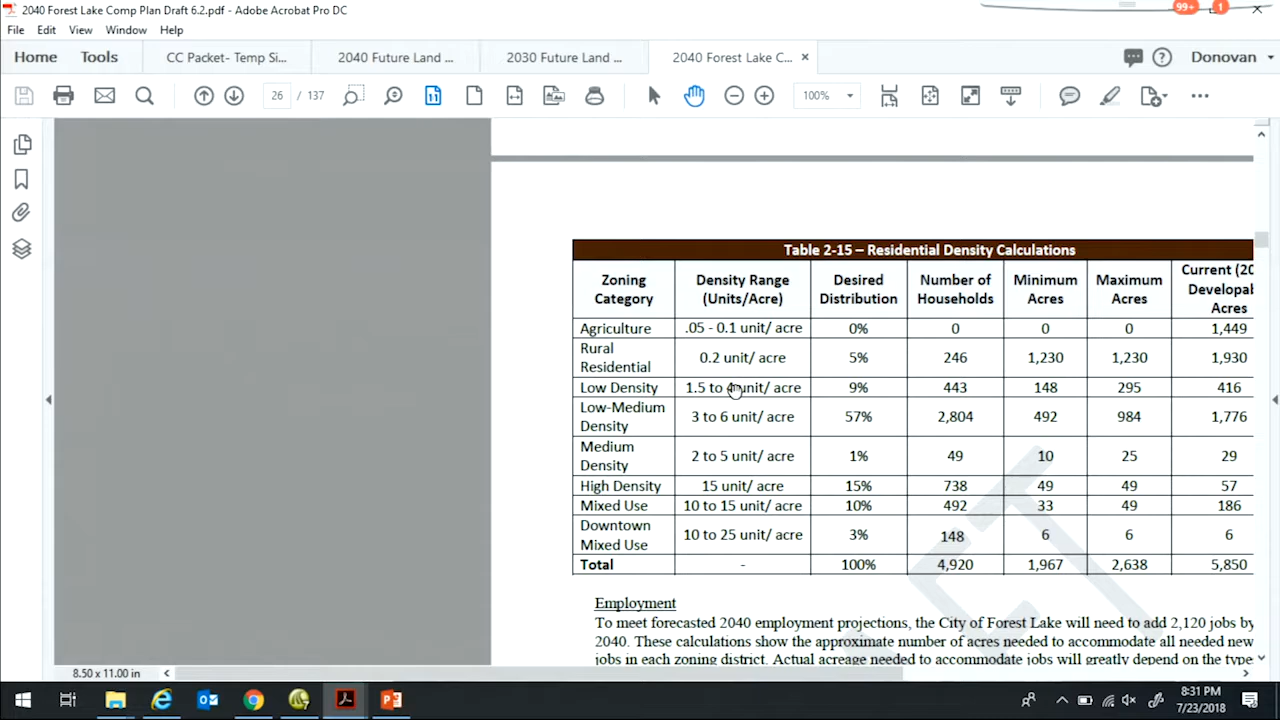 2040 Forest Lake Comp Plan Draft 6.2.pdf - Adobe Acrobat Pro DC
99+
1
File Edit View Window Help
Home Tools CC Packet- Temp Si... 2040 Future Land ... 2030 Future Land ... 2040 Forest Lake C... Donovan
26 / 137 100%
Table 2-15 – Residential Density Calculations
Zoning Category Density Range (Units/Acre) Desired Distribution Number of Households Minimum Acres Maximum Acres Current (20 Developab Acres
Agriculture .05 - 0.1 unit/ acre 0% 0 0 0 1,449
Rural Residential 0.2 unit/ acre 5% 246 1,230 1,230 1,930
Low Density 1.5 to 4 unit/ acre 9% 443 148 295 416
Low-Medium Density 3 to 6 unit/ acre 57% 2,804 492 984 1,776
Medium Density 2 to 5 unit/ acre 1% 49 10 25 29
High Density 15 unit/ acre 15% 738 49 49 57
Mixed Use 10 to 15 unit/ acre 10% 492 33 49 186
Downtown Mixed Use 10 to 25 unit/ acre 3% 148 6 6 6
Total - 100% 4,920 1,967 2,638 5,850
Employment
To meet forecasted 2040 employment projections, the City of Forest Lake will need to add 2,120 jobs by
2040. These calculations show the approximate number of acres needed to accommodate all needed new
jobs in each zoning district. Actual acreage needed to accommodate jobs will greatly depend on the type
8.50 x 11.00 in
8:31 PM
7/23/2018